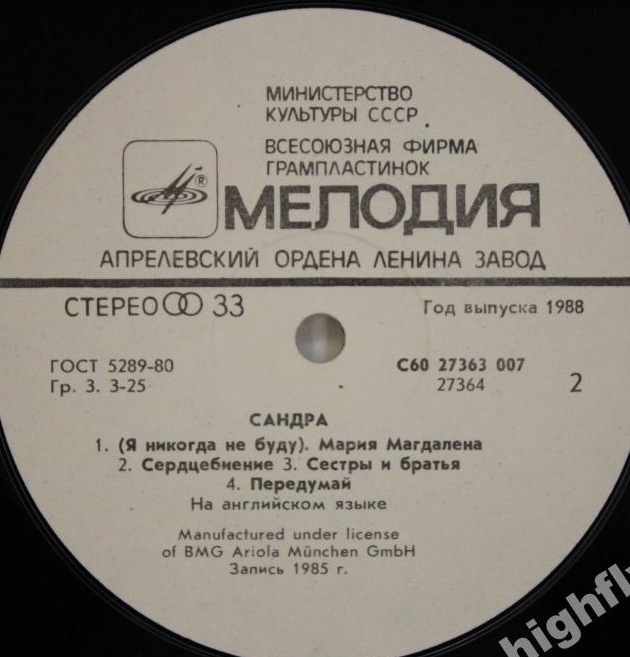 МИНИСТЕРСТВО
КУЛЬТУРЫ СССР
ВСЕСОЮЗНАЯ ФИРМА
ГРАМПЛАСТИНОК
®
МЕЛОДИЯ
АПРЕЛЕВСКИЙ ОРДЕНА ЛЕНИНА ЗАВОД
СТЕРЕО 33
Год выпуска 1988
ГОСТ 5289-80
Гр. 3. 3-25
С60 27363 007
27364
2
САНДРА
1. (Я никогда не буду). Мария Магдалена
2. Сердцебиение 3. Сестры и братья
4. Передумай
На английском языке
Manufactured under license
of BMG Ariola München GmbH
Запись 1985 г.